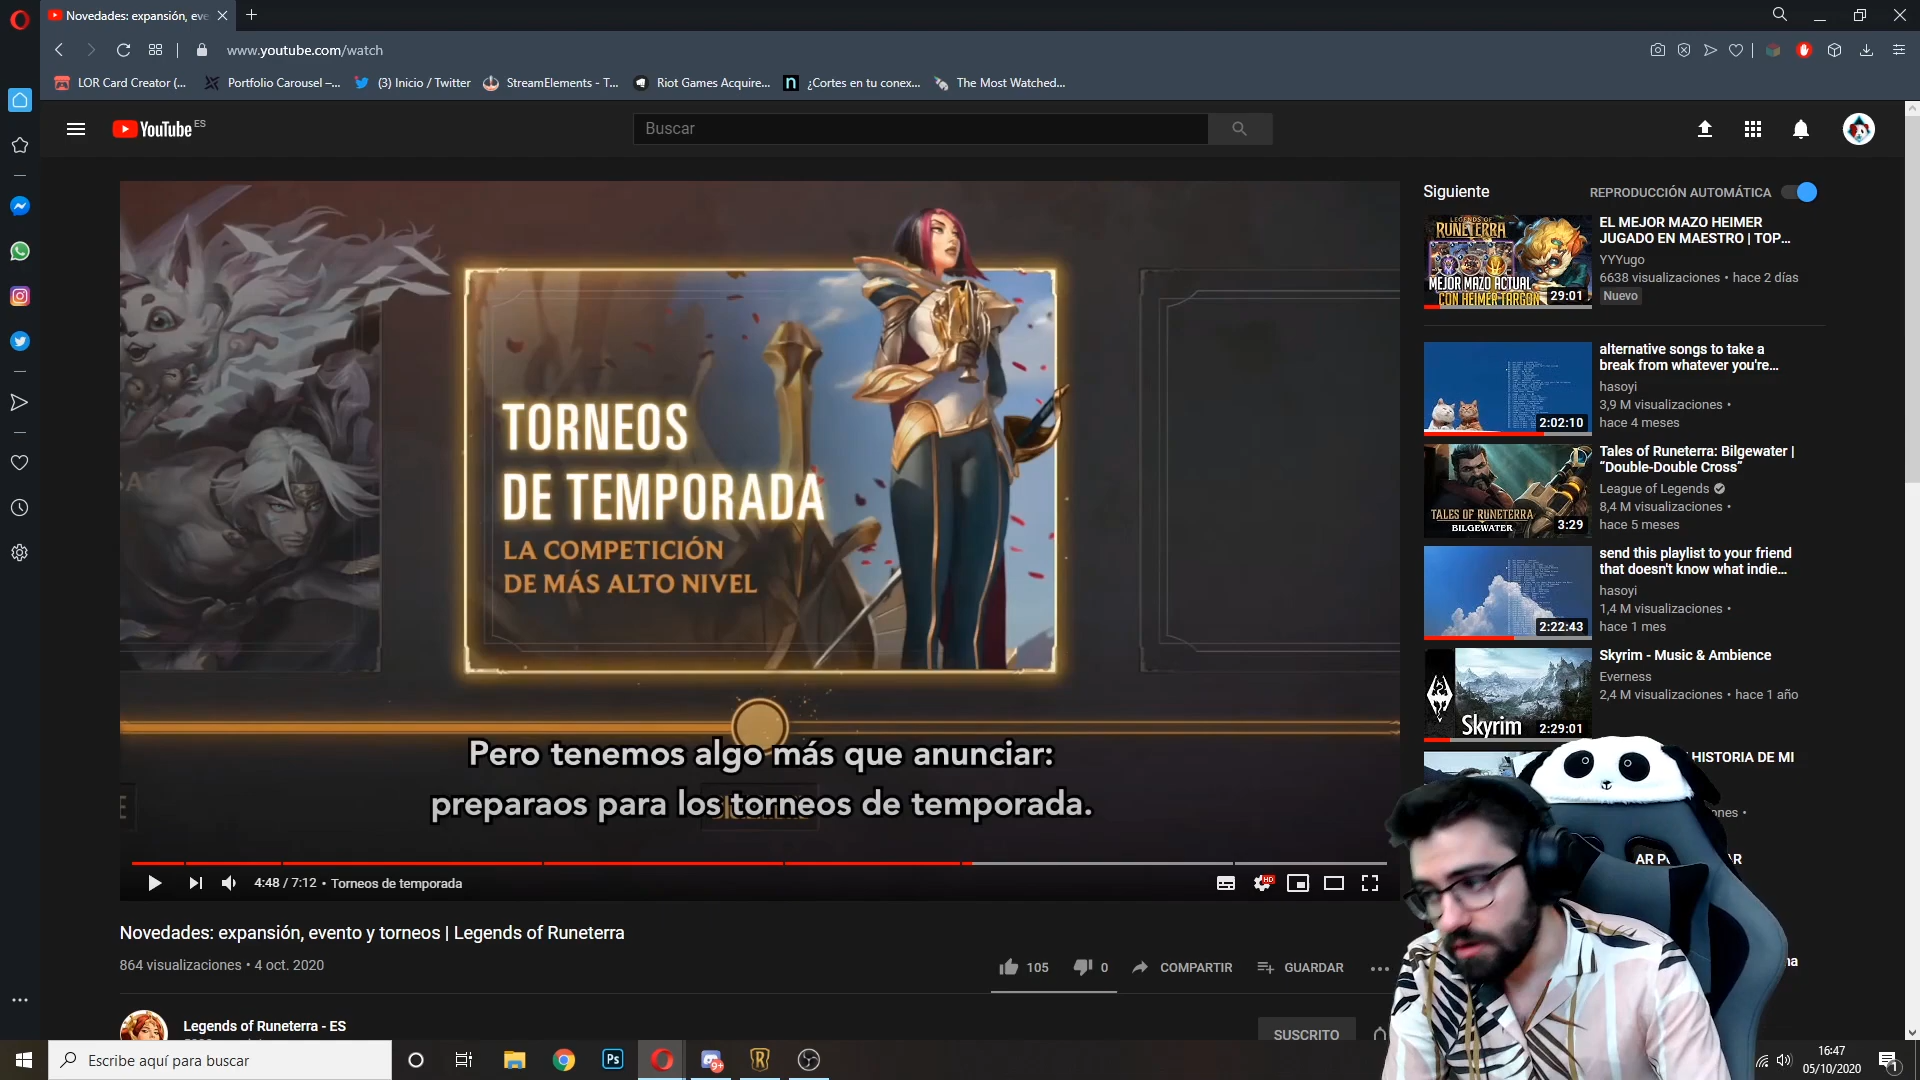 Novedades: expansión, eve
www.youtube.com/watch
LOR Card Creator (...
Portfolio Carousel –...
(3) Inicio / Twitter
StreamElements - T...
Riot Games Acquire...
¿Cortes en tu conex...
The Most Watched...
YouTube ES
Buscar
TORNEOS
DE TEMPORADA
LA COMPETICIÓN
DE MÁS ALTO NIVEL
Pero tenemos algo más que anunciar:
preparaos para los torneos de temporada.
4:48 / 7:12 • Torneos de temporada
HD
Novedades: expansión, evento y torneos | Legends of Runeterra
864 visualizaciones • 4 oct. 2020
105
0
COMPARTIR
GUARDAR
Legends of Runeterra - ES
SUSCRITO
Siguiente
REPRODUCCIÓN AUTOMÁTICA
LEGENDS OF
RUNETERRA
MEJOR MAZO ACTUAL
CON HEIMER TARGON
29:01
EL MEJOR MAZO HEIMER
JUGADO EN MAESTRO | TOP...
YYYugo
6638 visualizaciones • hace 2 días
Nuevo
2:02:10
alternative songs to take a
break from whatever you're...
hasoyi
3,9 M visualizaciones •
hace 4 meses
TALES OF RUNETERRA
BILGEWATER
3:29
Tales of Runeterra: Bilgewater |
“Double-Double Cross”
League of Legends
8,4 M visualizaciones •
hace 5 meses
2:22:43
send this playlist to your friend
that doesn't know what indie...
hasoyi
1,4 M visualizaciones •
hace 1 mes
Skyrim
2:29:01
Skyrim - Music & Ambience
Everness
2,4 M visualizaciones • hace 1 año
HISTORIA DE MI
Escribe aquí para buscar
Ps
9+
16:47
05/10/2020
1